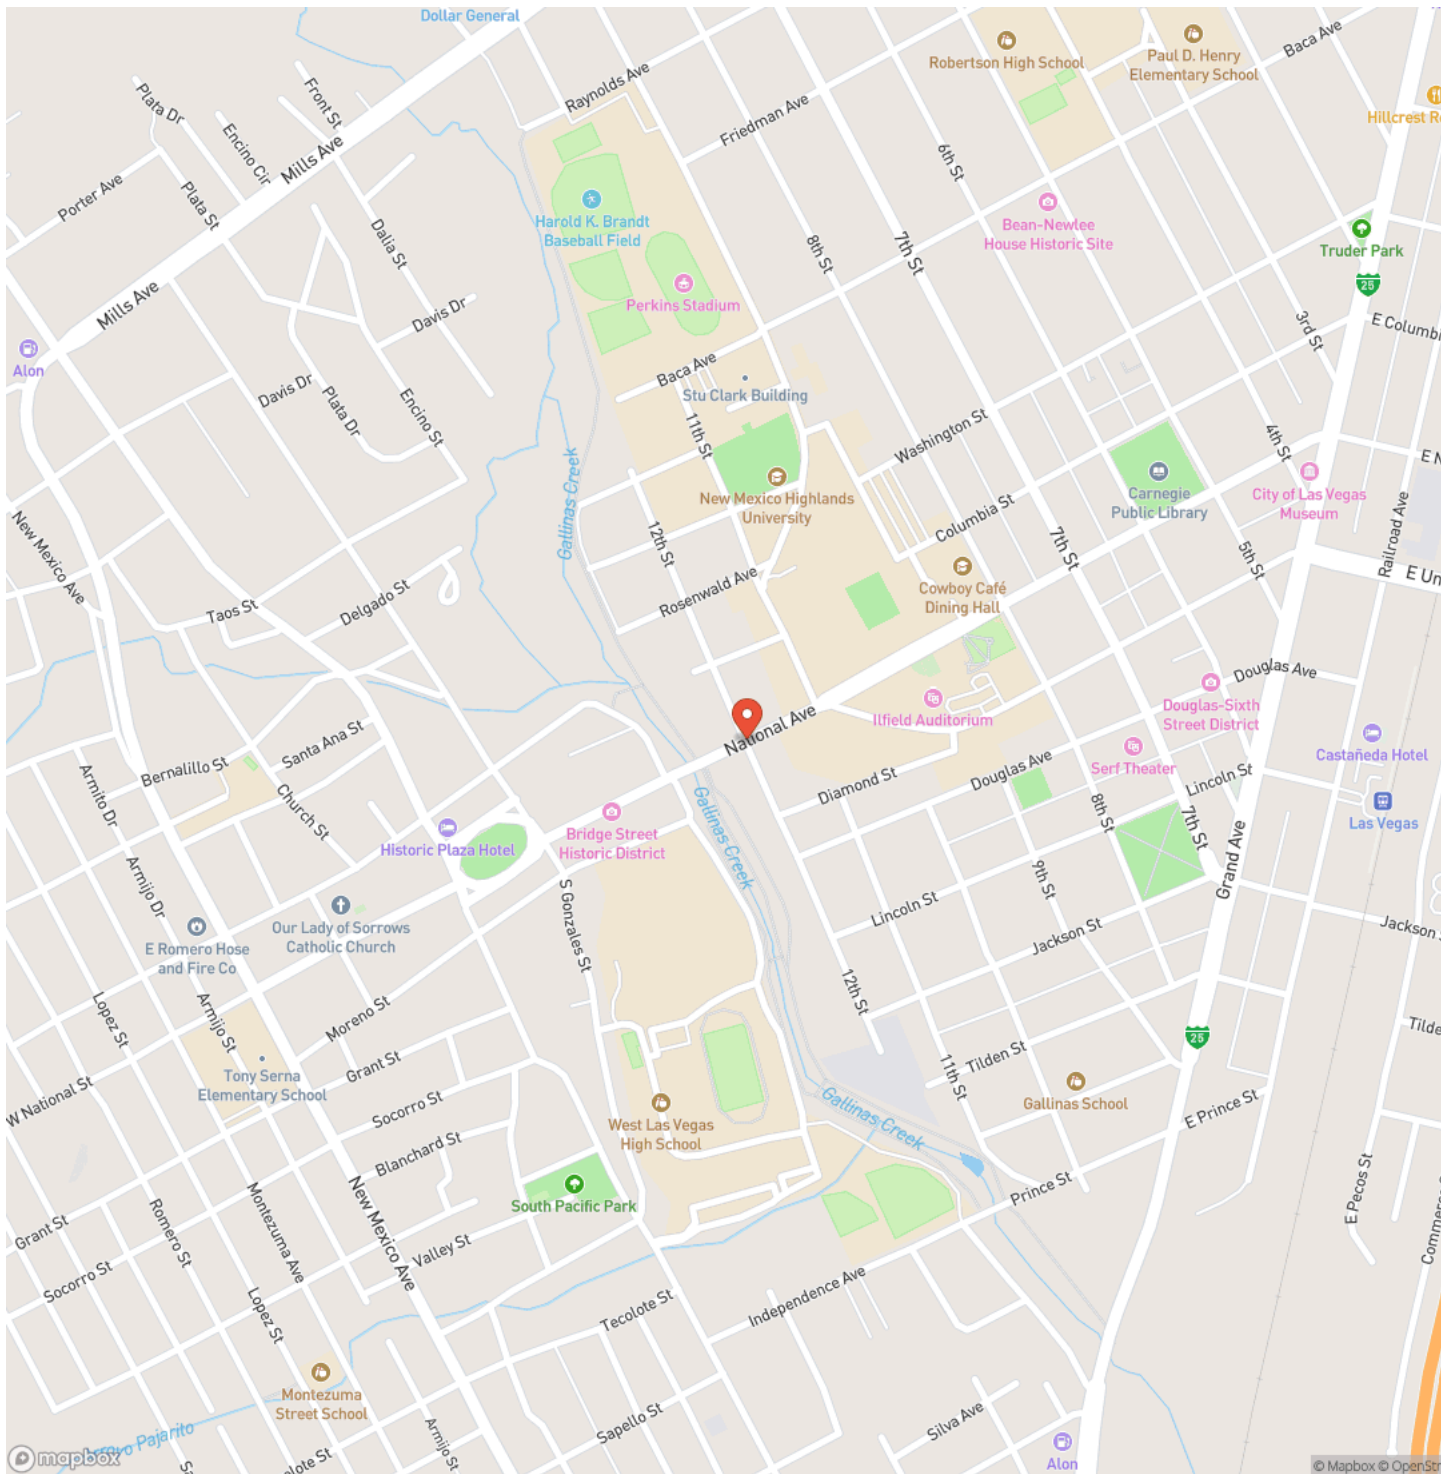 Dollar General
Robertson High School
Paul D. Henry
Elementary School
Baca Ave
Hillcrest
Raynolds Ave
Friedman Ave
Front St
Plata Dr
Encino Cir
Mills Ave
Porter Ave
Plata St
Dalia St
6th St
Harold K. Brandt
Baseball Field
Bean-Newlee
House Historic Site
8th St
7th St
Truder Park
25
Perkins Stadium
Mills Ave
Davis Dr
3rd St
E Columbi
Alon
Baca Ave
Stu Clark Building
Davis Dr
Plata Dr
Encino St
11th St
Washington St
4th St
E N
Gallinas Creek
New Mexico Highlands
University
Carnegie
Public Library
City of Las Vegas
Museum
New Mexico Ave
12th St
Columbia St
7th St
5th St
Railroad Ave
E Un
Rosenwald Ave
Cowboy Café
Dining Hall
Taos St
Delgado St
Douglas Ave
Ilfield Auditorium
Douglas-Sixth
Street District
National Ave
Santa Ana St
Bernalillo St
Armijo Dr
Church St
Castañeda Hotel
Serf Theater
Douglas Ave
Diamond St
Lincoln St
8th St
7th St
Las Vegas
Gallinas Creek
Bridge Street
Historic District
Historic Plaza Hotel
Grand Ave
9th St
Armijo Dr
S Gonzales St
Lincoln St
Our Lady of Sorrows
Catholic Church
E Romero Hose
and Fire Co
Jackson St
Jackson
12th St
Lopez St
Armijo St
Moreno St
25
Tilde
Tilden St
Grant St
11th St
Tony Serna
Elementary School
W National St
Socorro St
Gallinas School
E Prince St
West Las Vegas
High School
Gallinas Creek
Blanchard St
South Pacific Park
Prince St
E Pecos St
Grant St
Romero St
Montezuma Ave
New Mexico Ave
Valley St
Commerce
Socorro St
Lopez St
Independence Ave
Tecolote St
Montezuma
Street School
Armijo St
Sapello St
Silva Ave
Alon
Pajarito
mapbox
© Mapbox © OpenStr